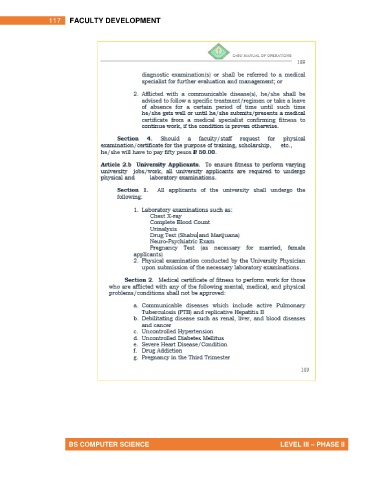 117 FACULTY DEVELOPMENT
CHSU MANUAL OF OPERATIONS
diagnostic examination(s) or shall be referred to a medical
specialist for further evaluation and management; or
2. Afflicted with a communicable disease(s), he/she shall be
advised to follow a specific treatment/regimen or take a leave
of absence for a certain period of time until such time
he/she gets well or until he/she submits/presents a medical
certificate from a medical specialist confirming fitness to
continue work, if the condition is proven otherwise.
Section 4. Should a faculty/staff request for physical
examination/certificate for the purpose of training, scholarship, etc.,
he/she will have to pay fifty pesos ₱ 50.00.
Article 2.b University Applicants. To ensure fitness to perform varying
university jobs/work, all university applicants are required to undergo
physical and laboratory examinations.
Section 1. All applicants of the university shall undergo the
following:
1. Laboratory examinations such as:
Chest X-ray
Complete Blood Count
Urinalysis
Drug Test (Shabu and Marijuana)
Neuro-Psychiatric Exam
Pregnancy Test (as necessary for married, female
applicants)
2. Physical examination conducted by the University Physician
upon submission of the necessary laboratory examinations.
Section 2. Medical certificate of fitness to perform work for those
who are afflicted with any of the following mental, medical, and physical
problems/conditions shall not be approved:
a. Communicable diseases which include active Pulmonary
Tuberculosis (PTB) and replicative Hepatitis B
b. Debilitating disease such as renal, liver, and blood diseases
and cancer
c. Uncontrolled Hypertension
d. Uncontrolled Diabetes Mellitus
e. Severe Heart Disease/Condition
f. Drug Addiction
g. Pregnancy in the Third Trimester
BS COMPUTER SCIENCE LEVEL III – PHASE II